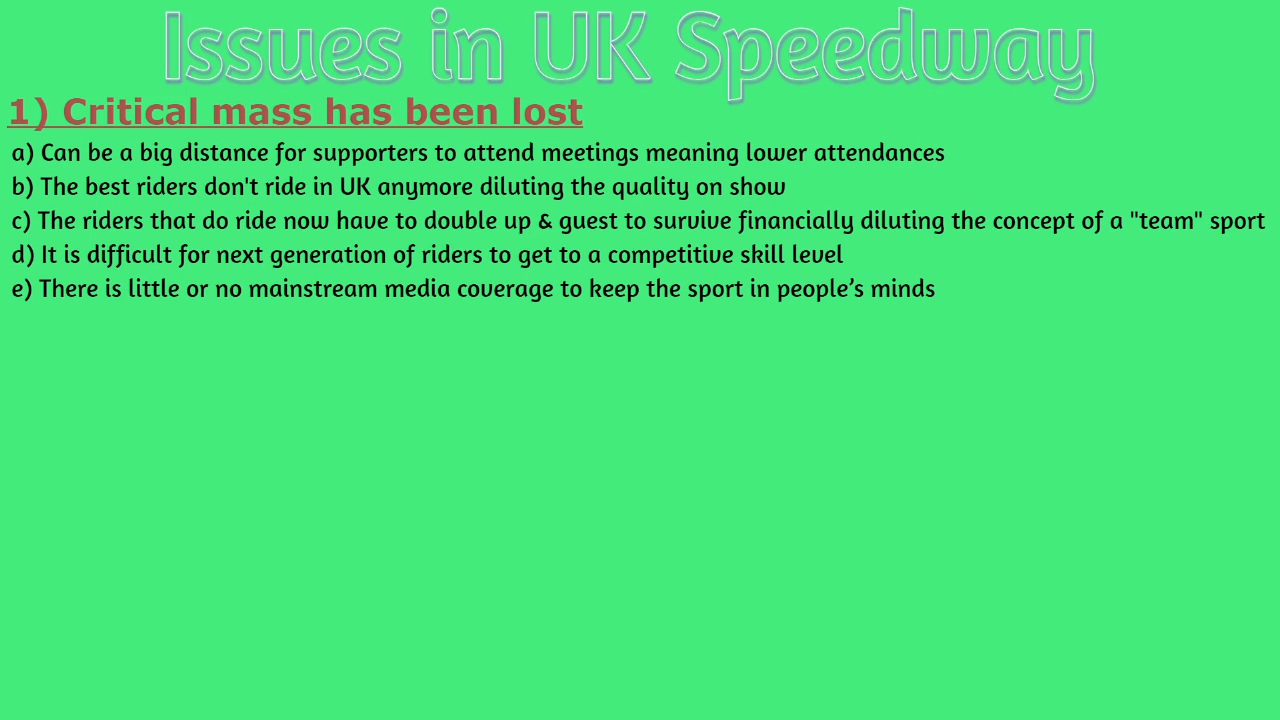 Issues in UK Speedway
1) Critical mass has been lost
a) Can be a big distance for supporters to attend meetings meaning lower attendances
b) The best riders don't ride in UK anymore diluting the quality on show
c) The riders that do ride now have to double up & guest to survive financially diluting the concept of a "team" sport
d) It is difficult for next generation of riders to get to a competitive skill level
e) There is little or no mainstream media coverage to keep the sport in people’s minds